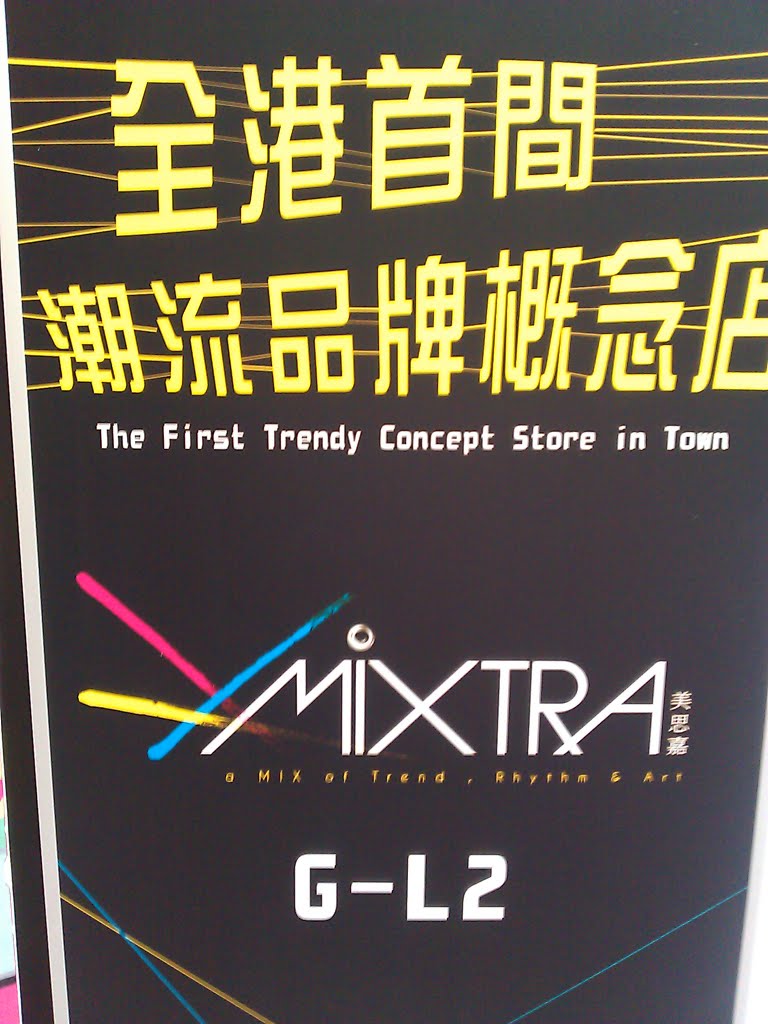 全港首間
潮流品牌概念店
The First Trendy Concept Store in Town
MiXTRA
美思嘉
a MIX of Trend , Rhythm & Art
G-L2